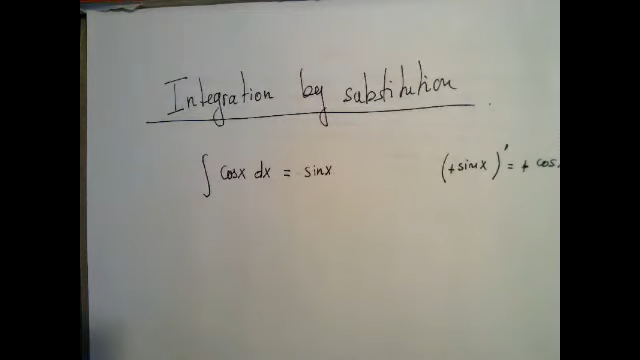 Integration by substitution
∫ cosx dx = sinx (+sinx)' = + cos